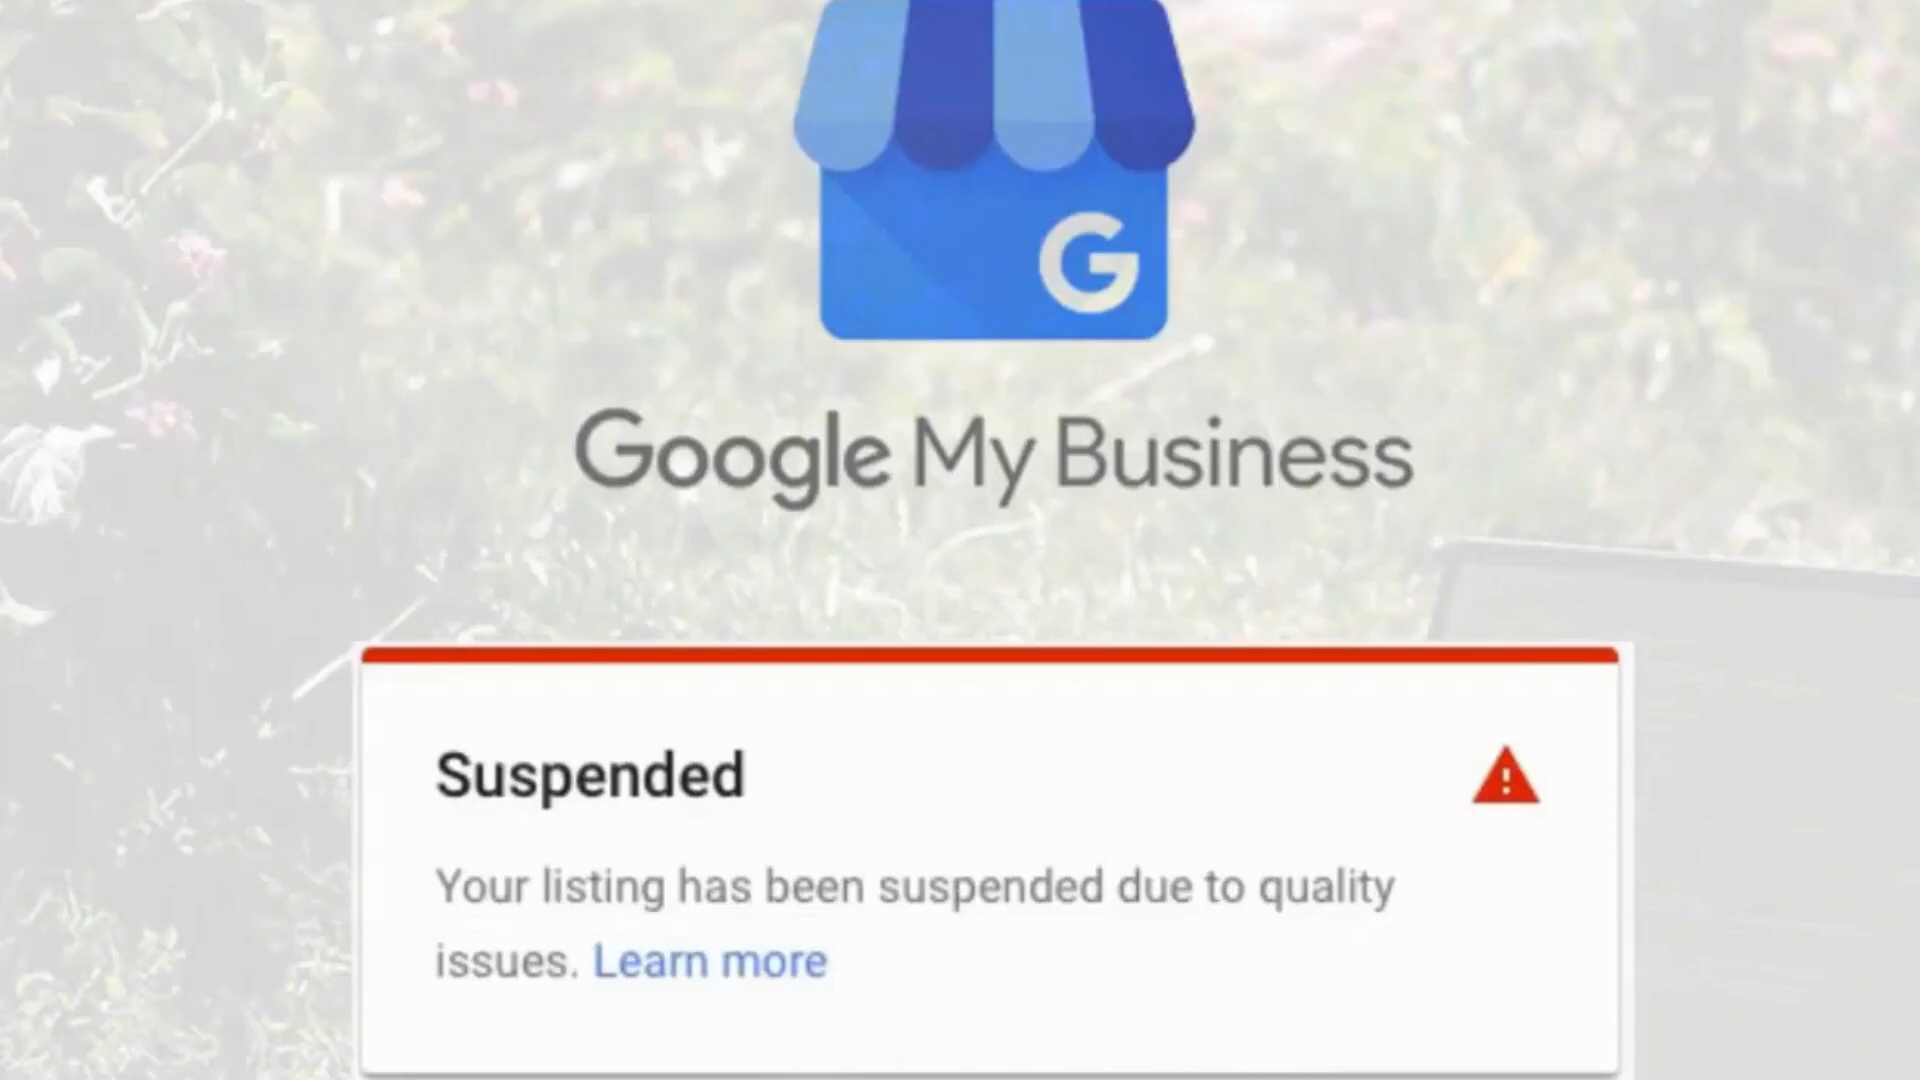 G
Google My Business
Suspended
Your listing has been suspended due to quality
issues. Learn more